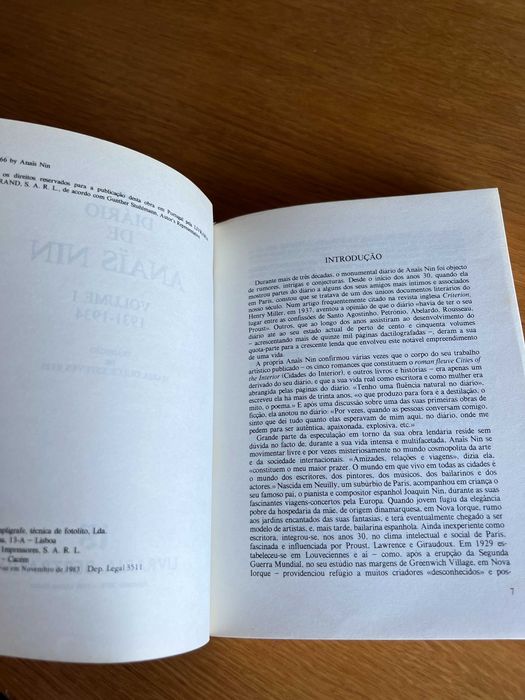 66 by Anaïs Nin
os direitos reservados para a publicação desta obra em Portugal pela
RAND, S. A. R. L., de acordo com Gunther Stuhlmann, Author's Representative
DIÁRIO
DE
ANAÏS NIN
VOLUME I
1931-1934
grafe, técnica de fotolito, Lda.
13-A – Lisboa
Impressores, S. A. R. L.
– Cacém
em Novembro de 1983 Dep. Legal 3511
INTRODUÇÃO
Durante mais de três décadas, o monumental diário de Anaïs Nin foi objecto
de rumores, intrigas e conjecturas. Desde o início dos anos 30, quando ela
mostrou partes do diário a alguns dos seus amigos mais íntimos e associados
em Paris, constou que se tratava de um dos únicos documentos literários do
nosso século. Num artigo frequentemente citado na revista inglesa Criterion,
Henry Miller, em 1937, aventou a opinião de que o diário «havia de ter o seu
lugar entre as confissões de Santo Agostinho, Petrónio, Abelardo, Rousseau,
Proust». Outros, que ao longo dos anos assistiram ao desenvolvimento do
diário até ao seu estado actual de perto de cento e cinquenta volumes
– acrescentando mais de quinze mil páginas dactilografadas –, deram a sua
quota-parte para a crescente lenda que envolveu este notável empreendimento
de uma vida.
A própria Anaïs Nin confirmou várias vezes que o corpo do seu trabalho
artístico publicado – os cinco romances que constituem o roman fleuve Cities of
the Interior (Cidades do Interior), e outros livros e histórias – era apenas um
derivado do seu diário, e que a sua vida real como escritora e como mulher era
abrangida pelas páginas do diário. «Tenho uma fluência natural no diário»,
escreveu ela há mais de trinta anos, «o que produzo para fora é a destilação, o
mito, o poema.» E após uma discussão sobre uma das suas primeiras obras de
ficção, ela anotou no diário: «Por vezes, quando as pessoas conversam comigo,
sinto que dei tudo quanto elas esperavam de mim aqui, no diário, onde me
pedem para ser autêntica, apaixonada, explosiva, etc.»
Grande parte da especulação em torno da sua obra lendária reside sem
dúvida no facto de, durante a sua vida intensa e multifacetada, Anaïs Nin se
movimentar livre e por vezes misteriosamente no mundo cosmopolita da arte
e da sociedade internacionais. «Amizades, relações e viagens», dizia ela,
«constituem o meu maior prazer. O mundo em que vivo em todas as cidades é
o mundo dos escritores, dos pintores, dos músicos, dos bailarinos e dos
actores.» Nascida em Neuilly, um subúrbio de Paris, acompanhou em criança o
seu famoso pai, o pianista e compositor espanhol Joaquín Nin, durante as suas
fascinantes viagens-concertos pela Europa. Quando jovem fugiu da elegância
pobre da hospedaria da mãe, de origem dinamarquesa, em Nova Iorque, rumo
aos jardins encantados das suas fantasias, e teria eventualmente chegado a ser
modelo de artistas, e, mais tarde, bailarina espanhola. Ainda inexperiente como
escritora, integrou-se, nos anos 30, no clima intelectual e social de Paris,
fascinada e influenciada por Proust, Lawrence e Giraudoux. Em 1929 es-
tabeleceu-se em Louveciennes e aí – como, após a erupção da Segunda
Guerra Mundial, no seu estúdio nas margens de Greenwich Village, em Nova
Iorque – providenciou refúgio a muitos criadores «desconhecidos» e pos-
7